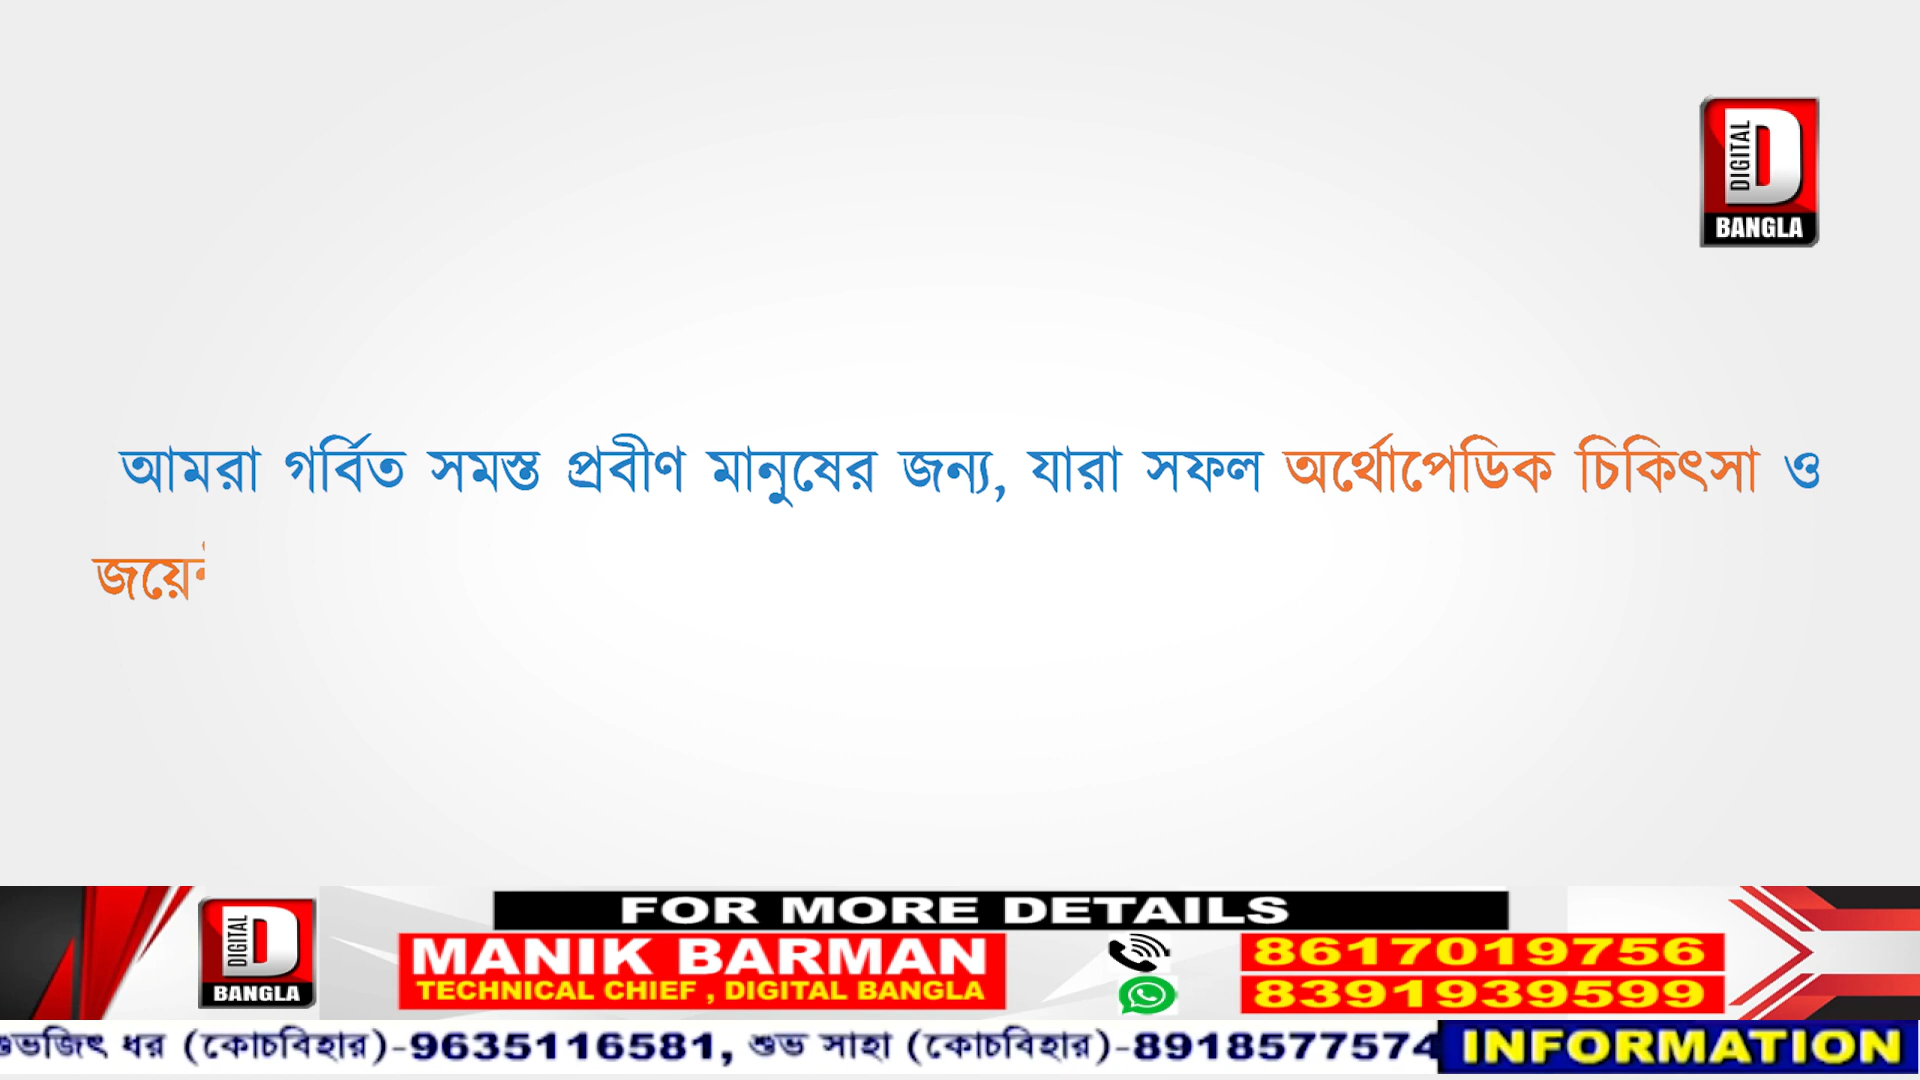 DIGITAL
BANGLA
আমরা গর্বিত সমস্ত প্রবীণ মানুষের জন্য, যারা সফল অর্থোপেডিক চিকিৎসা ও
DIGITAL
BANGLA
FOR MORE DETAILS
MANIK BARMAN
TECHNICAL CHIEF , DIGITAL BANGLA
8617019756
8391939599
শুভজিৎ ধর (কোচবিহার)-9635116581, শুভ সাহা (কোচবিহার)-8918577574
INFORMATION